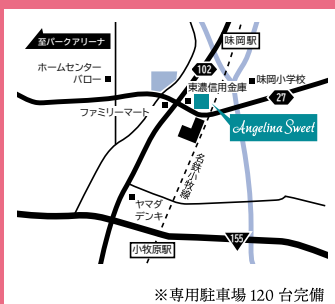 味岡駅
至パークアリーナ
ホームセンター
バロー
102
味岡小学校
東濃信用金庫
27
ファミリーマート
Angelina Sweet
名鉄小牧線
ヤマダ
デンキ
155
小牧原駅
※専用駐車場120台完備